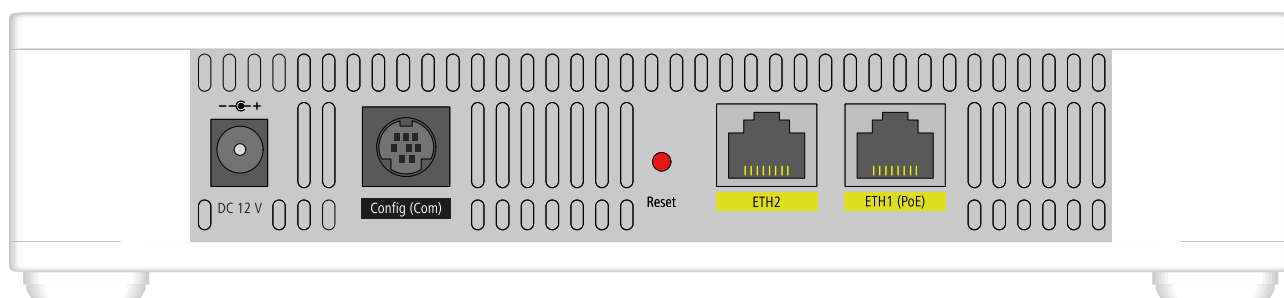 DC 12 V
Config (Com)
Reset
ETH2
ETH1 (PoE)